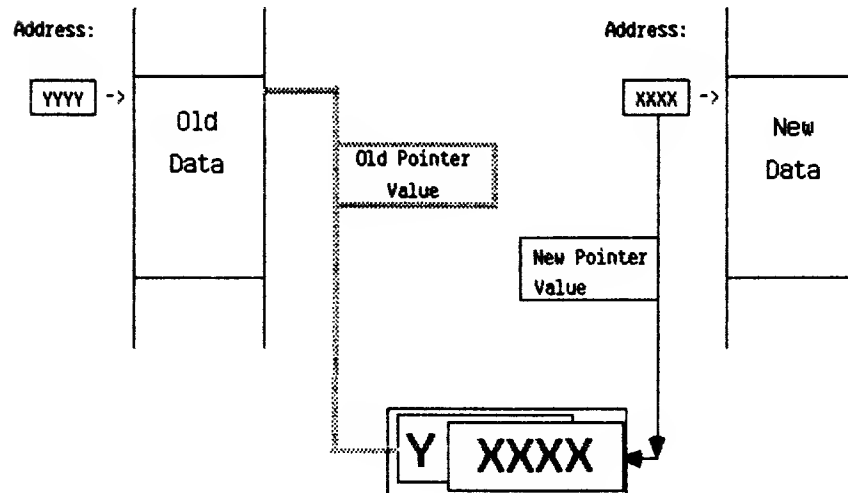 Address:
YYYY ->
Old
Data
Old Pointer
Value
Address:
XXXX ->
New
Data
New Pointer
Value
Y
XXXX